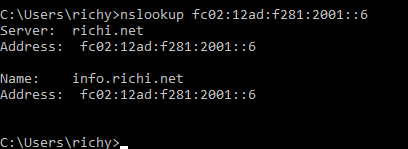 C:\Users\richy>nslookup fc02:12ad:f281:2001::6
Server:  richi.net
Address:  fc02:12ad:f281:2001::6
Name:    info.richi.net
Address:  fc02:12ad:f281:2001::6
C:\Users\richy>